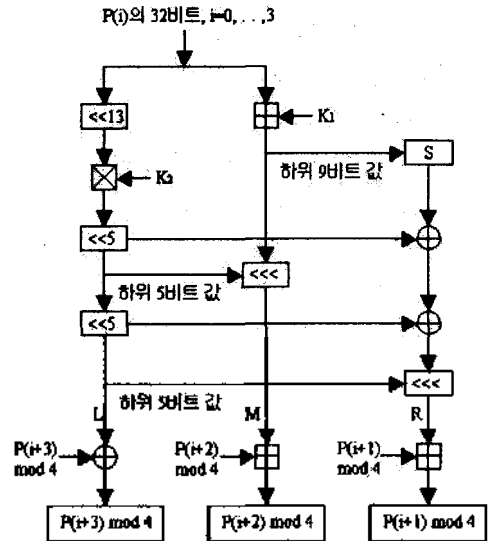 P(i)의 32비트, i=0, . . ,3
<<13
K1
S
하위 9비트 값
K2
<<5
<<<
하위 5비트 값
<<5
<<<
하위 5비트 값
L
M
R
P(i+3) mod 4
P(i+2) mod 4
P(i+1) mod 4
P(i+3) mod 4
P(i+2) mod 4
P(i+1) mod 4